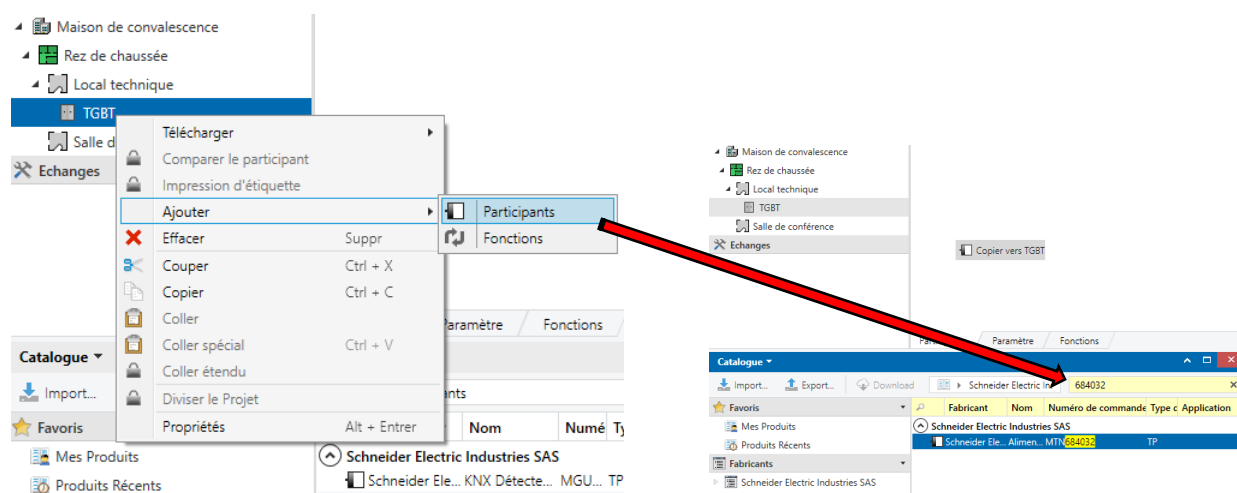 Maison de convalescence
Rez de chaussée
Local technique
TGBT
Salle d
Echanges
Télécharger
Comparer le participant
Impression d'étiquette
Ajouter
Effacer Suppr
Couper Ctrl + X
Copier Ctrl + C
Coller
Coller spécial Ctrl + V
Coller étendu
Diviser le Projet
Propriétés Alt + Entrer
Participants
Fonctions
Paramètre Fonctions
Catalogue
Import...
ants
Favoris
Nom Numé Ty
Mes Produits
Schneider Electric Industries SAS
Produits Récents
Schneider Ele... KNX Détecte... MGU... TP
Maison de convalescence
Rez de chaussée
Local technique
TGBT
Salle de conférence
Echanges
Copier vers TGBT
Paramètre Fonctions
Catalogue
Import... Export... Download Schneider Electric In 684032
Favoris
Fabricant Nom Numéro de commande Type d Application
Mes Produits
Schneider Electric Industries SAS
Produits Récents
Schneider Ele... Alimen... MTN684032 TP
Fabricants
Schneider Electric Industries SAS